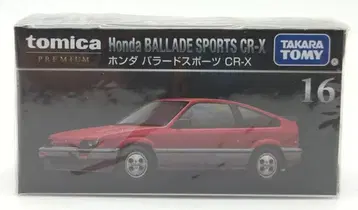 tomica
PREMIUM
Honda BALLADE SPORTS CR-X
ホンダ バラードスポーツ CR-X
TAKARA
TOMY
16